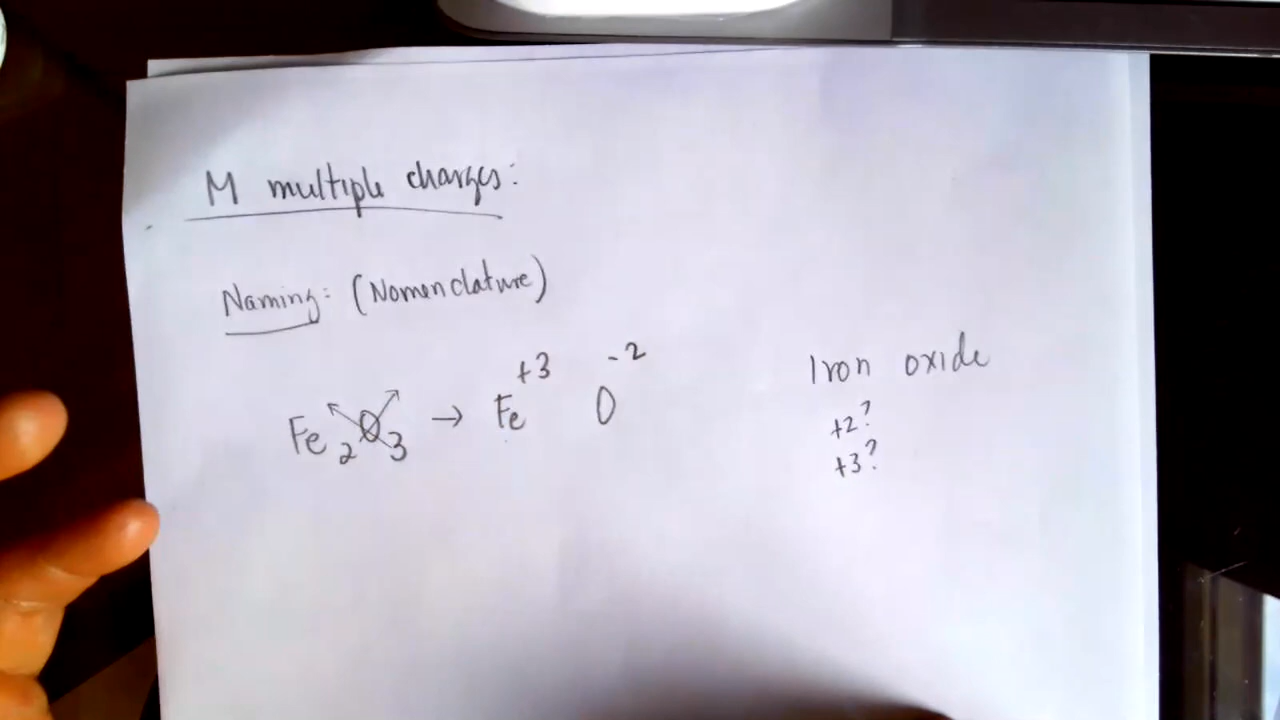 M multiple charges:
Naming: (Nomenclature)
Fe₂O₃ → Fe⁺³ O⁻²
Iron oxide
+2?
+3?